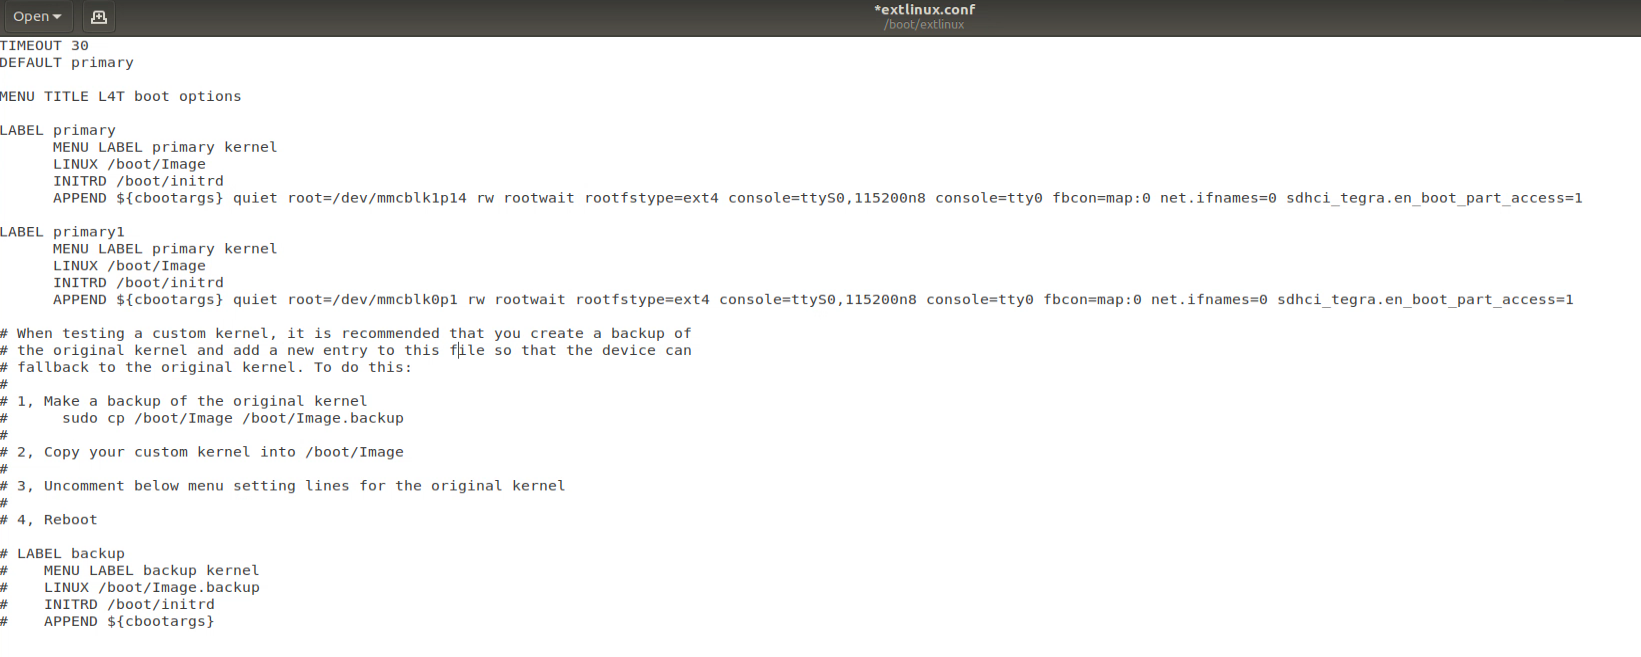 Open
*extlinux.conf
/boot/extlinux
TIMEOUT 30
DEFAULT primary
MENU TITLE L4T boot options
LABEL primary
MENU LABEL primary kernel
LINUX /boot/Image
INITRD /boot/initrd
APPEND ${cbootargs} quiet root=/dev/mmcblk1p14 rw rootwait rootfstype=ext4 console=ttyS0,115200n8 console=tty0 fbcon=map:0 net.ifnames=0 sdhci_tegra.en_boot_part_access=1
LABEL primary1
MENU LABEL primary kernel
LINUX /boot/Image
INITRD /boot/initrd
APPEND ${cbootargs} quiet root=/dev/mmcblk0p1 rw rootwait rootfstype=ext4 console=ttyS0,115200n8 console=tty0 fbcon=map:0 net.ifnames=0 sdhci_tegra.en_boot_part_access=1
# When testing a custom kernel, it is recommended that you create a backup of
# the original kernel and add a new entry to this file so that the device can
# fallback to the original kernel. To do this:
#
# 1, Make a backup of the original kernel
#      sudo cp /boot/Image /boot/Image.backup
#
# 2, Copy your custom kernel into /boot/Image
#
# 3, Uncomment below menu setting lines for the original kernel
#
# 4, Reboot
# LABEL backup
#    MENU LABEL backup kernel
#    LINUX /boot/Image.backup
#    INITRD /boot/initrd
#    APPEND ${cbootargs}